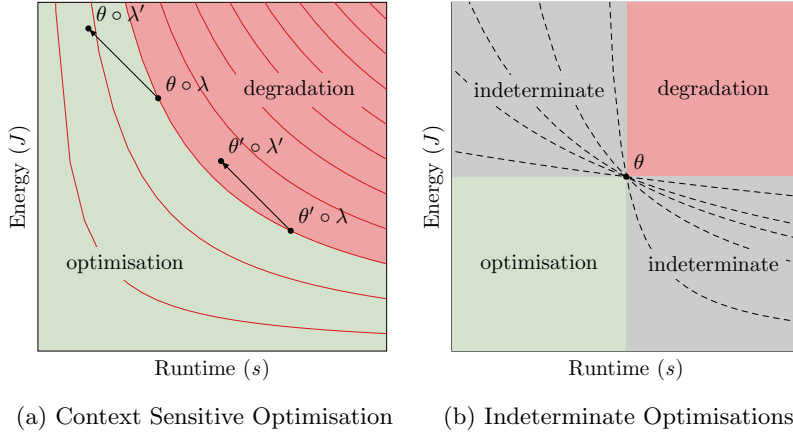 θ ∘ λ′
degradation
θ ∘ λ
θ′ ∘ λ′
θ′ ∘ λ
optimisation
Energy (J)
Runtime (s)
(a) Context Sensitive Optimisation
indeterminate
degradation
θ
optimisation
indeterminate
Energy (J)
Runtime (s)
(b) Indeterminate Optimisations